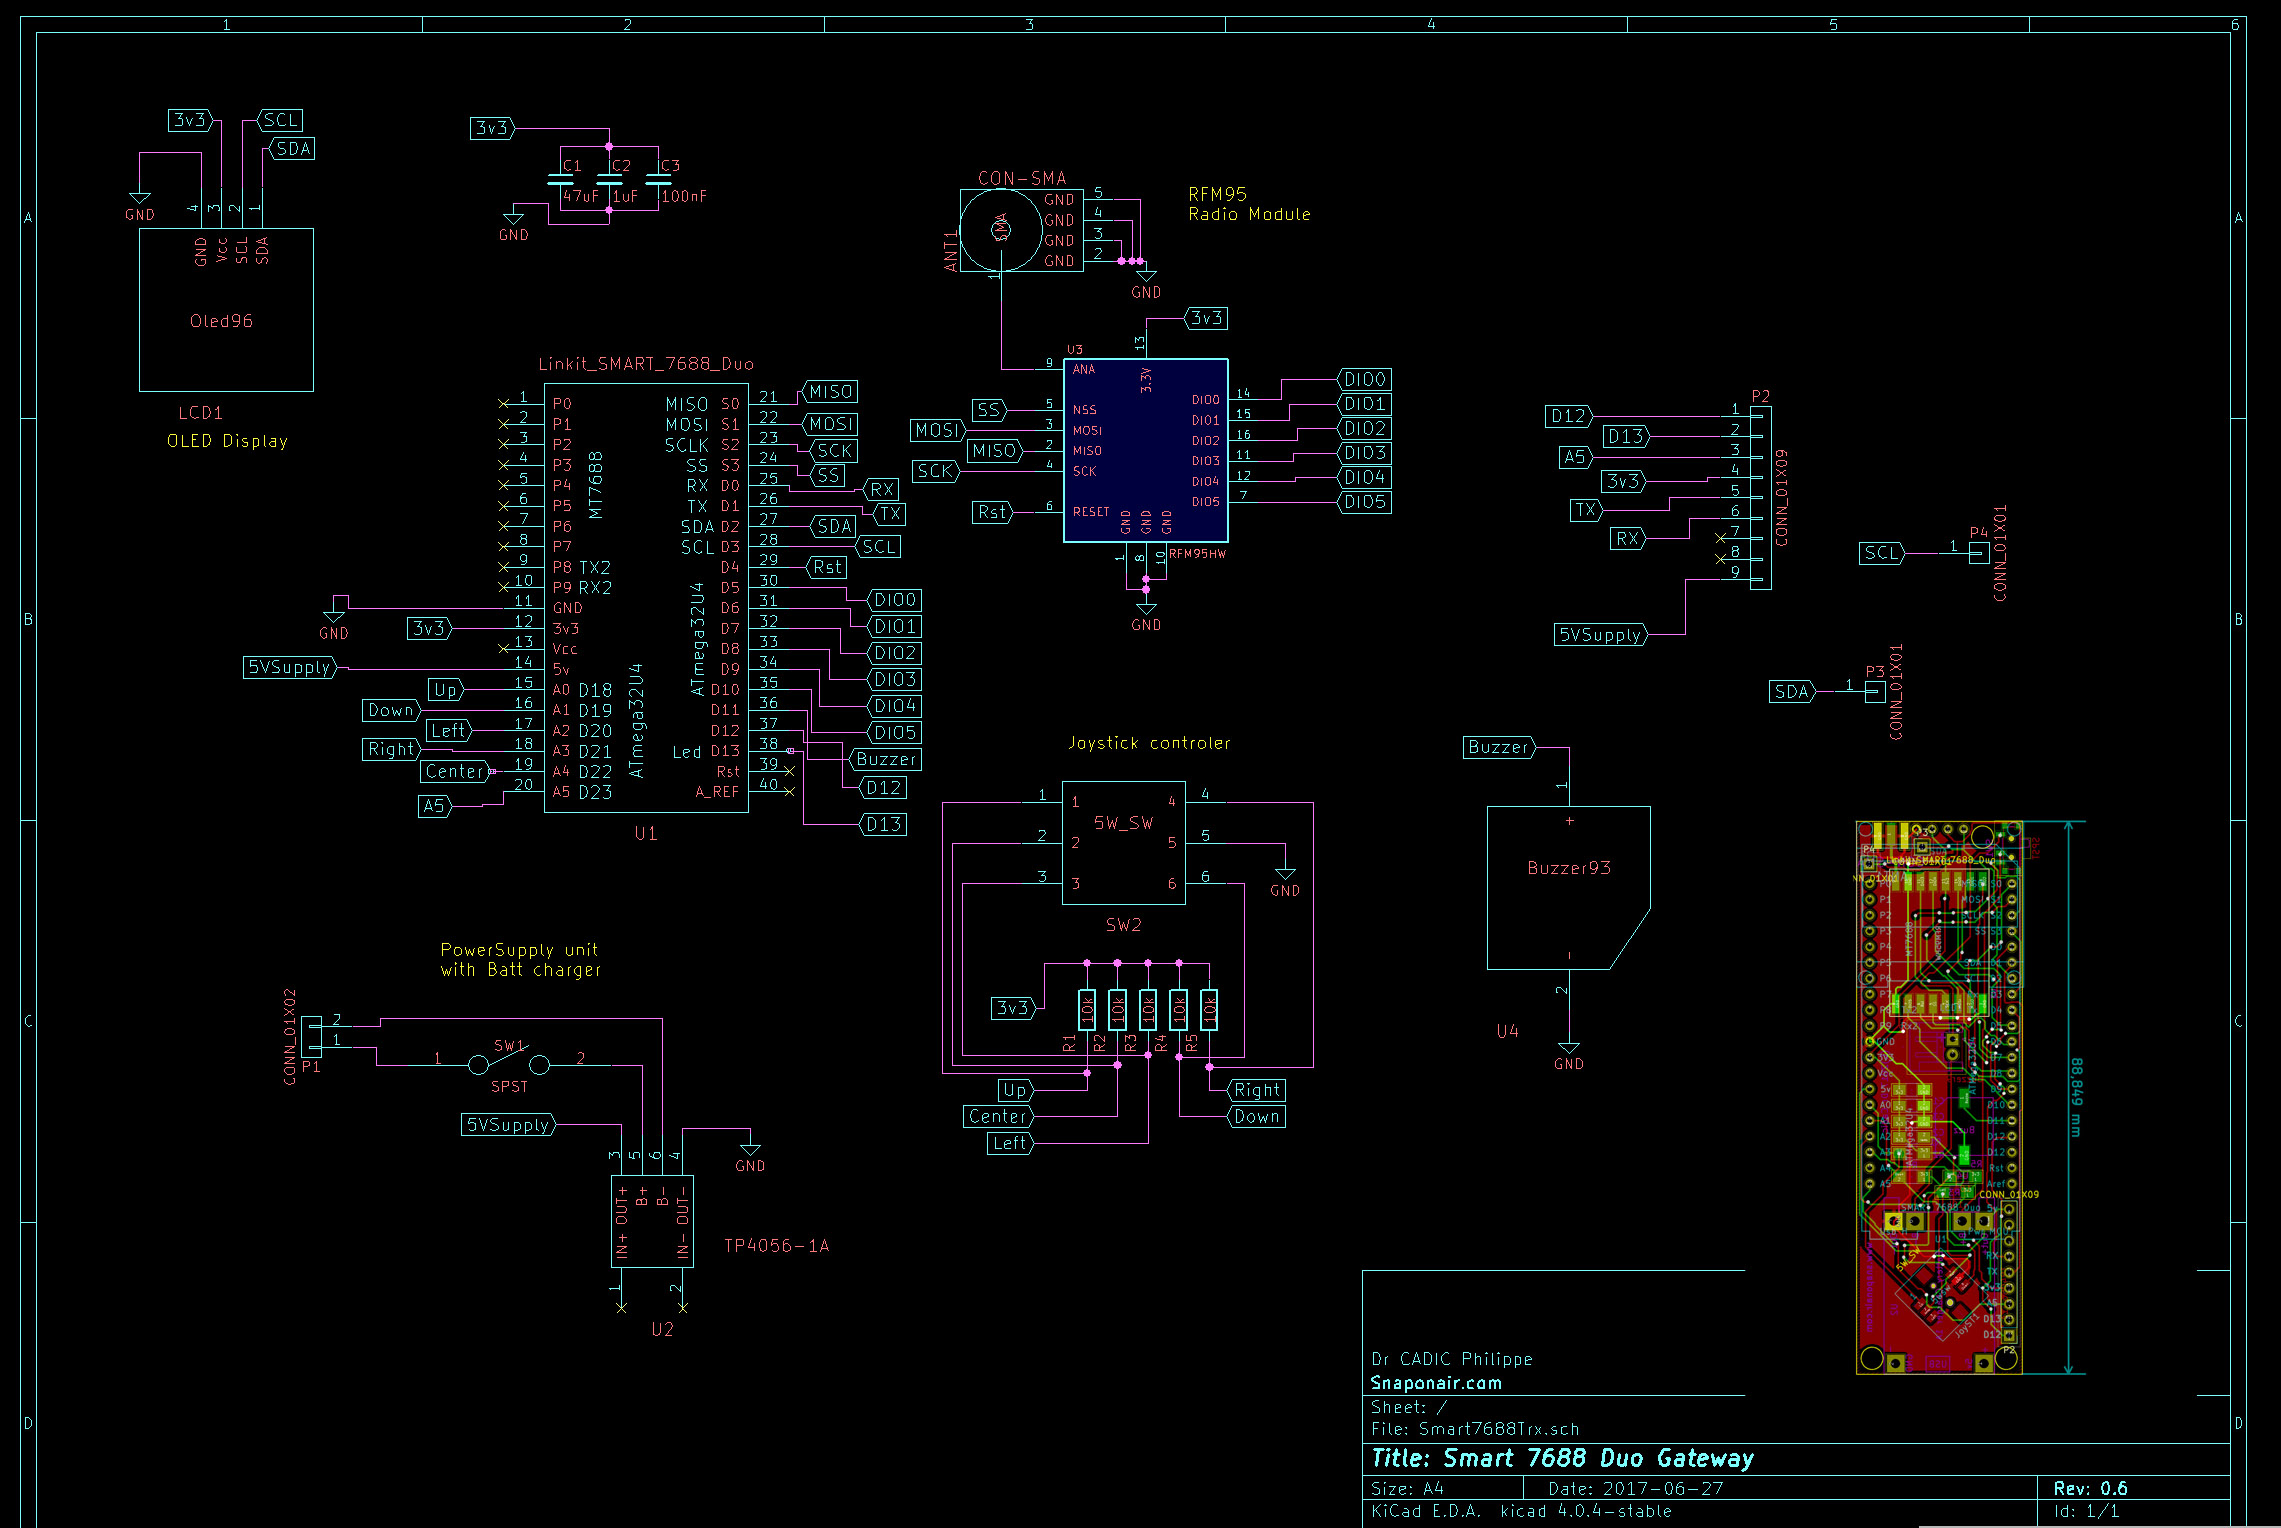 1 2 3 4 5 6
A A
B B
C C
D D
3v3 SCL
SDA
GND
4 3 2 1
GND Vcc SCL SDA
Oled96
LCD1
OLED Display
3v3
C1 C2 C3
47uF 1uF 100nF
GND
CON-SMA
ANT1
SMA
1
GND 5
GND 4
GND 3
GND 2
GND
RFM95
Radio Module
3v3
U3
13
3.3V
9 ANA
SS 5 NSS
MOSI 3 MOSI
MISO 2 MISO
SCK 4 SCK
Rst 6 RESET
DIO0 14 DIO0
DIO1 15 DIO1
DIO2 16 DIO2
DIO3 11 DIO3
DIO4 12 DIO4
DIO5 7 DIO5
GND GND GND
1 8 10
RFM95HW
GND
Linkit_SMART_7688_Duo
1 P0
2 P1
3 P2
4 P3
5 P4
6 P5
7 P6
8 P7
9 P8 TX2
10 P9 RX2
GND 11 GND
3v3 12 3v3
13 Vcc
5VSupply 14 5v
Up 15 A0 D18
Down 16 A1 D19
Left 17 A2 D20
Right 18 A3 D21
Center 19 A4 D22
A5 20 A5 D23
MT7688
ATmega32U4
ATmega32U4
MISO S0 21 MISO
MOSI S1 22 MOSI
SCLK S2 23 SCK
SS S3 24 SS
RX D0 25 RX
TX D1 26 TX
SDA D2 27 SDA
SCL D3 28 SCL
D4 29 Rst
D5 30 DIO0
D6 31 DIO1
D7 32 DIO2
D8 33 DIO3
D9 34 DIO4
D10 35 DIO5
D11 36 Buzzer
D12 37 D12
Led D13 38 D13
Rst 39
A_REF 40
U1
P2
D12 1
D13 2
A5 3
3v3 4
TX 5
RX 6
7
8
5VSupply 9
CONN_01X09
SCL 1 P4
CONN_01X01
SDA 1 P3
CONN_01X01
Joystick controler
1 1 4 4
5W_SW
2 2 5 5
3 3 6 6
GND
SW2
3v3
10k 10k 10k 10k 10k
R1 R2 R3 R4 R5
Up Right
Center Down
Left
Buzzer
1
+
Buzzer93
-
2
U4
GND
PowerSupply unit
with Batt charger
CONN_01X02
P1
2
1
1 SW1 2
SPST
5VSupply
GND
3 5 6 4
OUT+ B+ B- OUT-
IN+ IN-
1 2
TP4056-1A
U2
88,849 mm
P3
P4
Linkit_SMART_7688_Duo
CONN_01X09
5W_SW
Joyst1
P2
Dr CADIC Philippe
Snaponair.com
Sheet: /
File: Smart7688Trx.sch
Title: Smart 7688 Duo Gateway
Size: A4 Date: 2017-06-27 Rev: 0.6
KiCad E.D.A. kicad 4.0.4-stable Id: 1/1